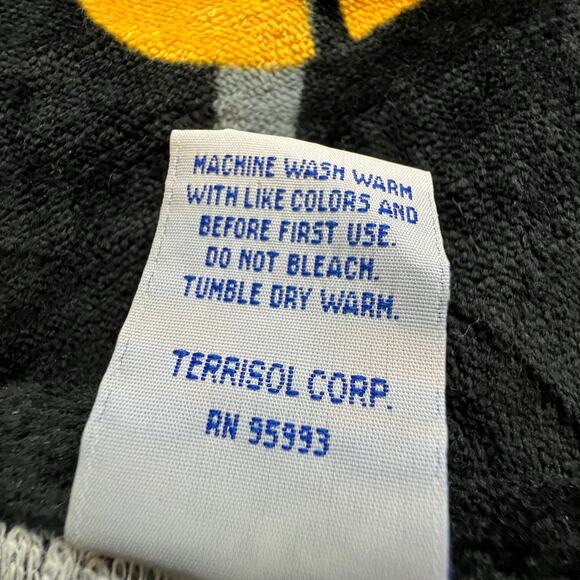 MACHINE WASH WARM
WITH LIKE COLORS AND
BEFORE FIRST USE.
DO NOT BLEACH.
TUMBLE DRY WARM.
TERRISOL CORP.
RN 95993